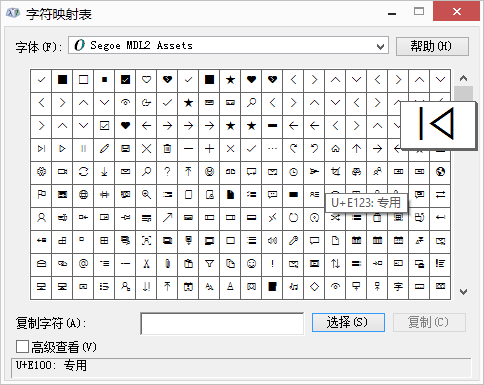 字符映射表
字体(F): O Segoe MDL2 Assets 帮助(H)
U+E123: 专用
复制字符(A): 选择(S) 复制(C)
高级查看(V)
U+E100: 专用